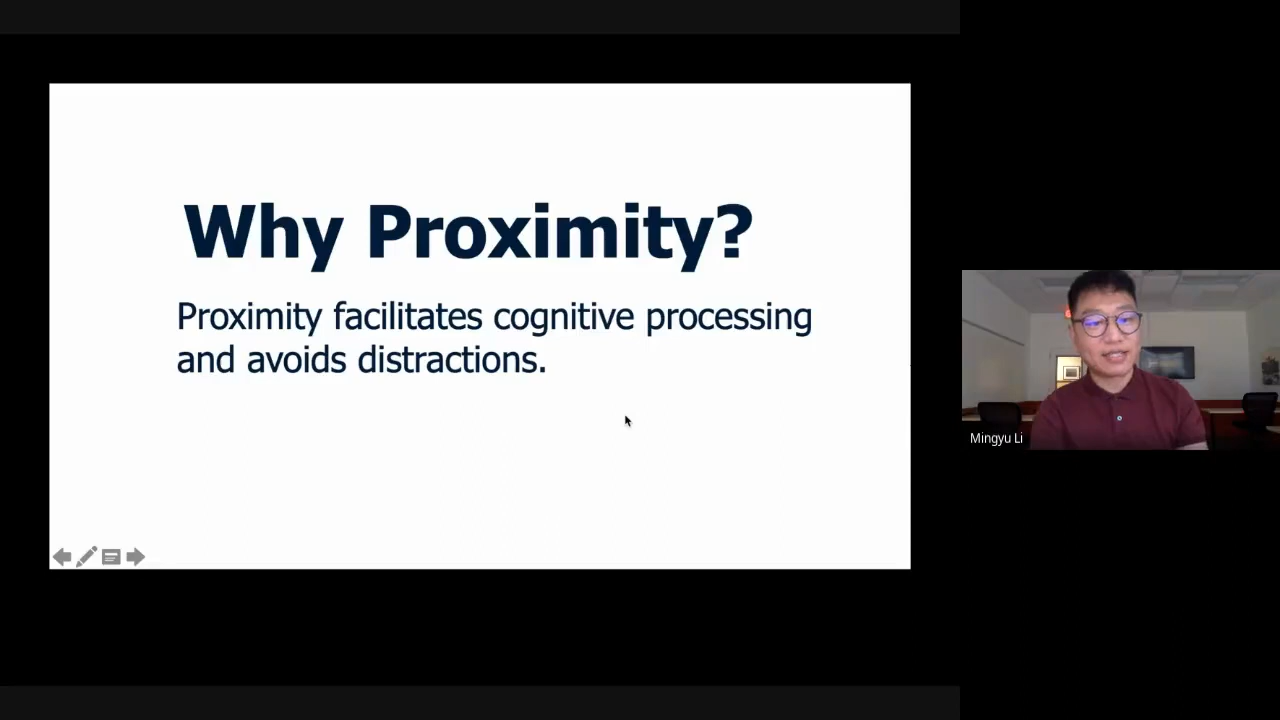 Why Proximity?
Proximity facilitates cognitive processing
and avoids distractions.
Mingyu Li